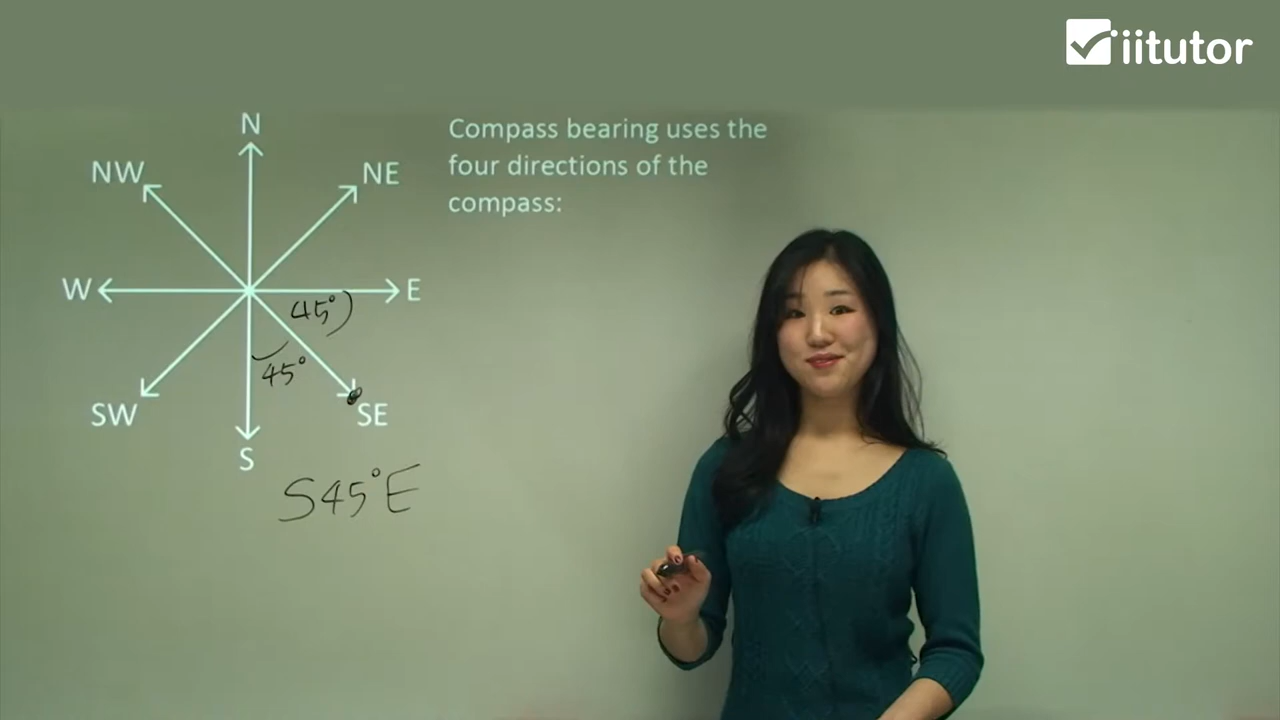 iitutor
N
Compass bearing uses the
four directions of the
compass:
NW
NE
W
E
45°
45°
SW
SE
S
S45°E